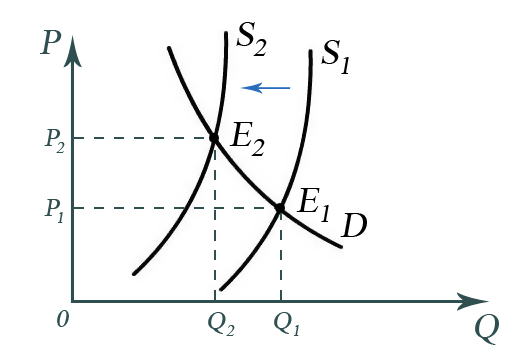 P
S₂
S₁
P₂
E₂
P₁
E₁
D
0
Q₂
Q₁
Q